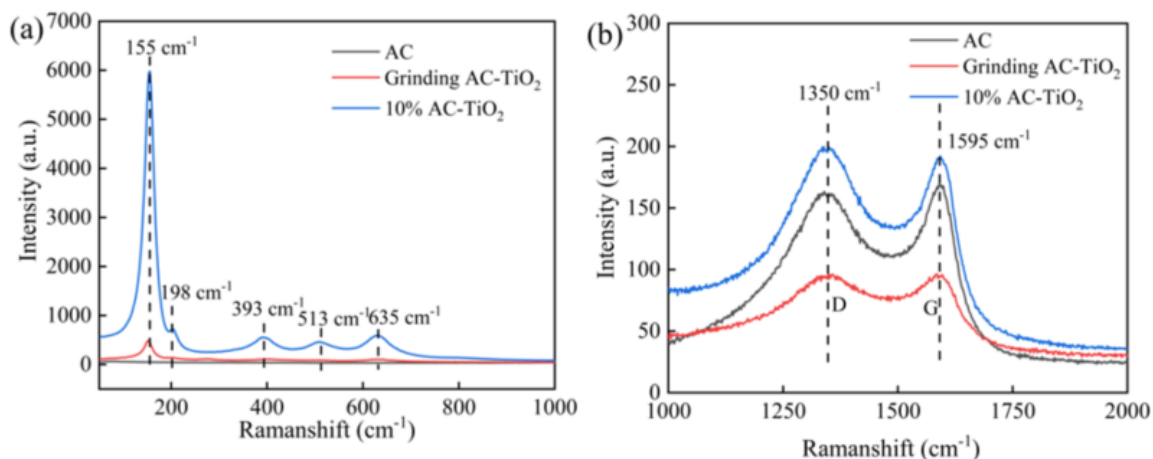 (a)
7000
6000
5000
4000
3000
2000
1000
0
Intensity (a.u.)
155 cm⁻¹
AC
Grinding AC-TiO₂
10% AC-TiO₂
198 cm⁻¹
393 cm⁻¹
513 cm⁻¹
635 cm⁻¹
200 400 600 800 1000
Ramanshift (cm⁻¹)
(b)
300
250
200
150
100
50
0
Intensity (a.u.)
AC
Grinding AC-TiO₂
10% AC-TiO₂
1350 cm⁻¹
1595 cm⁻¹
D
G
1000 1250 1500 1750 2000
Ramanshift (cm⁻¹)